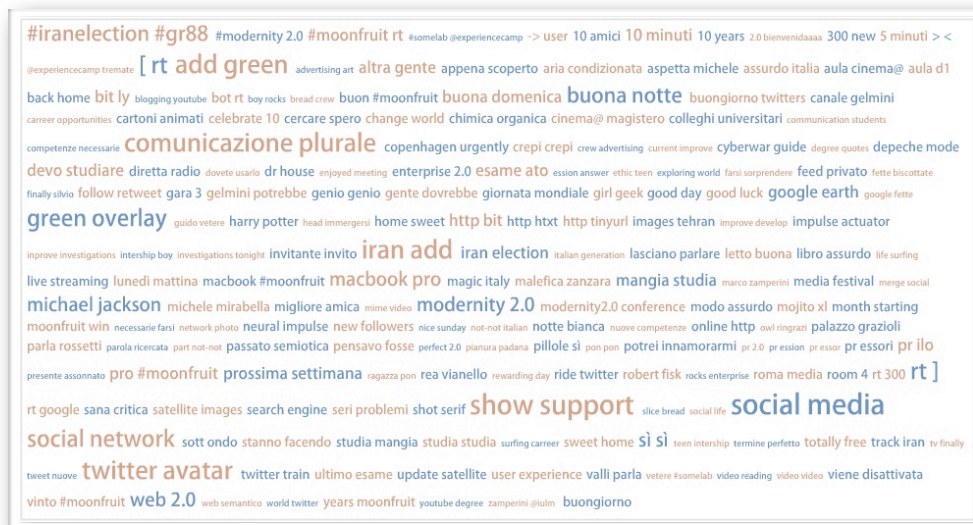 #iranelection #gr88 #modernity 2.0 #moonfruit rt #somelab @experiencecamp -> user 10 amici 10 minuti 10 years 2.0 bienvenidaaaa 300 new 5 minuti > <
@experiencecamp tremate [ rt add green advertising art altra gente appena scoperto aria condizionata aspetta michele assurdo italia aula cinema@ aula d1
back home bit ly blogging youtube bot rt boy rocks bread crew buon #moonfruit buona domenica buona notte buongiorno twitters canale gelmini
carreer opportunities cartoni animati celebrate 10 cercare spero change world chimica organica cinema@ magistero colleghi universitari communication students
competenze necessarie comunicazione plurale copenhagen urgently crepi crepi crew advertising current improve cyberwar guide degree quotes depeche mode
devo studiare diretta radio dovete usarlo dr house enjoyed meeting enterprise 2.0 esame ato ession answer ethic teen exploring world farsi sorprendere feed privato fette biscottate
finally silvio follow retweet gara 3 gelmini potrebbe genio genio gente dovrebbe giornata mondiale girl geek good day good luck google earth google fette
green overlay guido vetere harry potter head immergersi home sweet http bit http htxt http tinyurl images tehran improve develop impulse actuator
inprove investigations intership boy investigations tonight invitante invito iran add iran election italian generation lasciano parlare letto buona libro assurdo life surfing
live streaming lunedì mattina macbook #moonfruit macbook pro magic italy malefica zanzara mangia studia marco zamperini media festival merge social
michael jackson michele mirabella migliore amica mime video modernity 2.0 modernity2.0 conference modo assurdo mojito xl month starting
moonfruit win necessarie farsi network photo neural impulse new followers nice sunday not-not italian notte bianca nuove competenze online http owl ringrazi palazzo grazioli
parla rossetti parola ricercata part not-not passato semiotica pensavo fosse perfect 2.0 pianura padana pillole sì pon pon potrei innamorarmi pr 2.0 pr ession pr essor pr essori pr ilo
presente assonnato pro #moonfruit prossima settimana ragazza pon rea vianello rewarding day ride twitter robert fisk rocks enterprise roma media room 4 rt 300 rt ]
rt google sana critica satellite images search engine seri problemi shot serif show support slice bread social life social media
social network sott ondo stanno facendo studia mangia studia studia surfing carreer sweet home sì sì teen intership termine perfetto totally free track iran tv finally
tweet nuove twitter avatar twitter train ultimo esame update satellite user experience valli parla vetere #somelab video reading video video viene disattivata
vinto #moonfruit web 2.0 web semantico world twitter years moonfruit youtube degree zamperini @iulm buongiorno